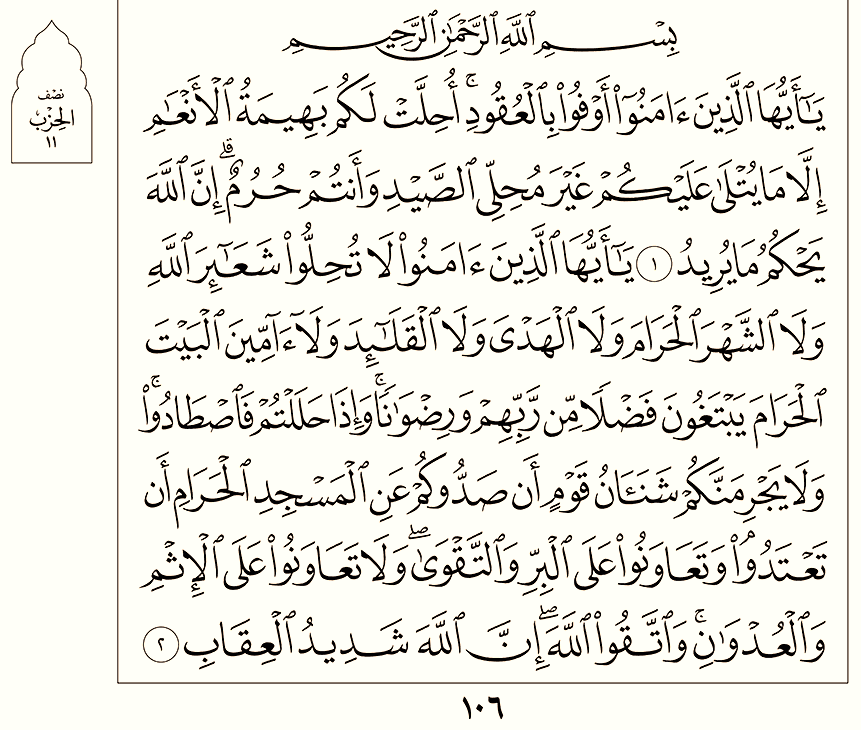 بِسْمِ ٱللَّهِ ٱلرَّحْمَٰنِ ٱلرَّحِيمِ
يَٰٓأَيُّهَا ٱلَّذِينَ ءَامَنُوٓا۟ أَوْفُوا۟ بِٱلْعُقُودِ ۚ أُحِلَّتْ لَكُم بَهِيمَةُ ٱلْأَنْعَٰمِ
إِلَّا مَا يُتْلَىٰ عَلَيْكُمْ غَيْرَ مُحِلِّى ٱلصَّيْدِ وَأَنتُمْ حُرُمٌ ۗ إِنَّ ٱللَّهَ
يَحْكُمُ مَا يُرِيدُ ١ يَٰٓأَيُّهَا ٱلَّذِينَ ءَامَنُوا۟ لَا تُحِلُّوا۟ شَعَٰٓئِرَ ٱللَّهِ
وَلَا ٱلشَّهْرَ ٱلْحَرَامَ وَلَا ٱلْهَدْىَ وَلَا ٱلْقَلَٰٓئِدَ وَلَآ ءَآمِّينَ ٱلْبَيْتَ
ٱلْحَرَامَ يَبْتَغُونَ فَضْلًا مِّن رَّبِّهِمْ وَرِضْوَٰنًا ۚ وَإِذَا حَلَلْتُمْ فَٱصْطَادُوا۟ ۚ
وَلَا يَجْرِمَنَّكُمْ شَنَـَٔانُ قَوْمٍ أَن صَدُّوكُمْ عَنِ ٱلْمَسْجِدِ ٱلْحَرَامِ أَن
تَعْتَدُوا۟ ۘ وَتَعَاوَنُوا۟ عَلَى ٱلْبِرِّ وَٱلتَّقْوَىٰ ۖ وَلَا تَعَاوَنُوا۟ عَلَى ٱلْإِثْمِ
وَٱلْعُدْوَٰنِ ۚ وَٱتَّقُوا۟ ٱللَّهَ ۖ إِنَّ ٱللَّهَ شَدِيدُ ٱلْعِقَابِ ٢
نصف
الحزب
١١
١٠٦